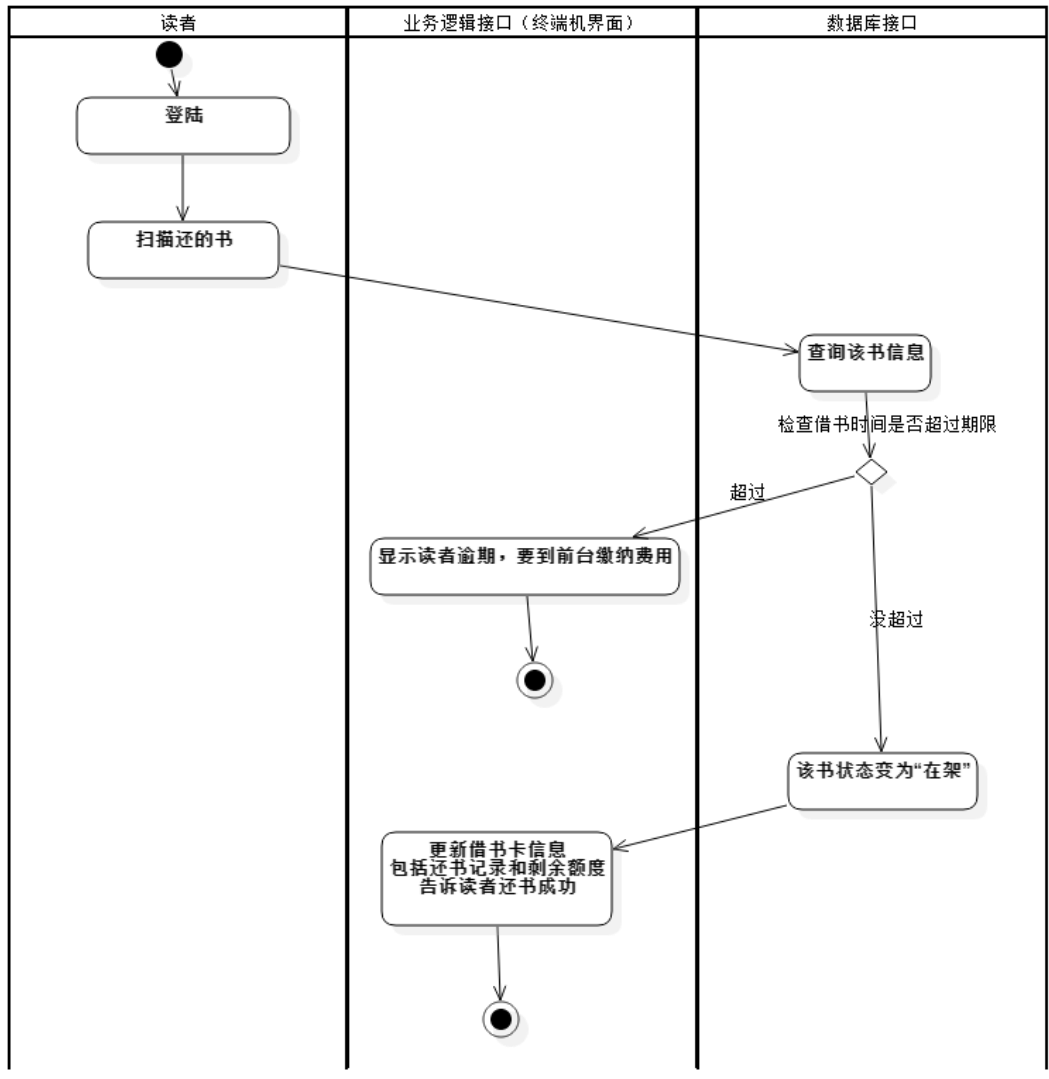 读者
业务逻辑接口（终端机界面）
数据库接口
登陆
扫描还的书
查询该书信息
检查借书时间是否超过期限
超过
显示读者逾期，要到前台缴纳费用
没超过
该书状态变为“在架”
更新借书卡信息
包括还书记录和剩余额度
告诉读者还书成功